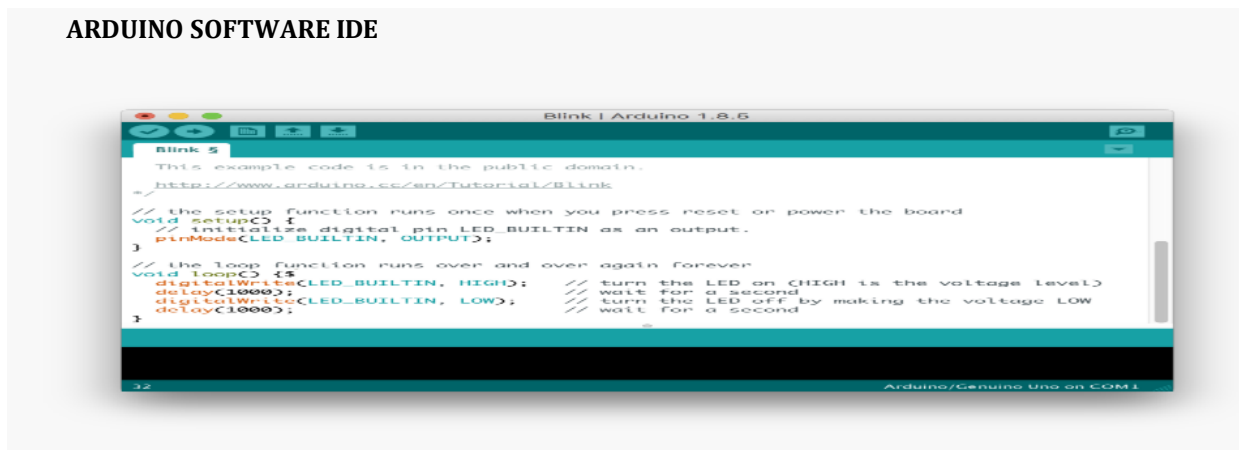 ARDUINO SOFTWARE IDE
Blink | Arduino 1.8.5
Blink §
This example code is in the public domain.
http://www.arduino.cc/en/Tutorial/Blink
*/
// the setup function runs once when you press reset or power the board
void setup() {
// initialize digital pin LED_BUILTIN as an output.
pinMode(LED_BUILTIN, OUTPUT);
}
// the loop function runs over and over again forever
void loop() {$
digitalWrite(LED_BUILTIN, HIGH); // turn the LED on (HIGH is the voltage level)
delay(1000); // wait for a second
digitalWrite(LED_BUILTIN, LOW); // turn the LED off by making the voltage LOW
delay(1000); // wait for a second
}
32 Arduino/Genuino Uno on COM1